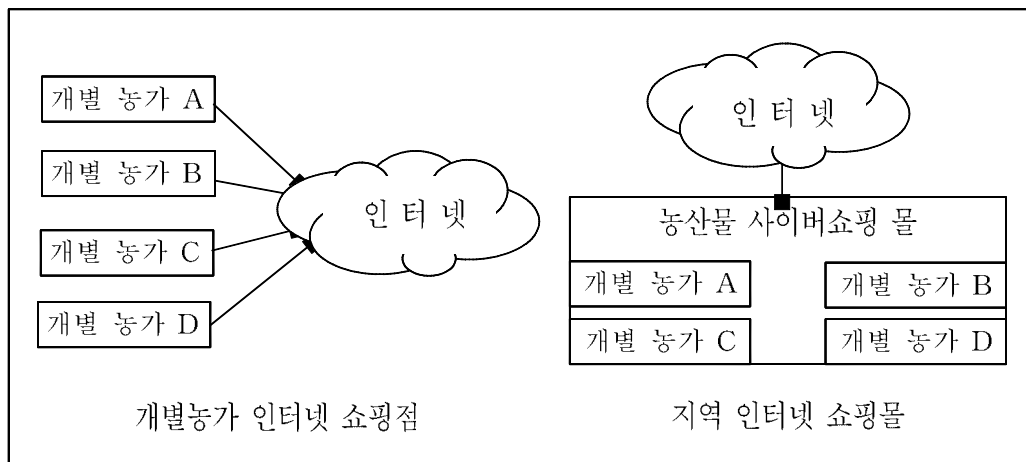 개별 농가 A
개별 농가 B
개별 농가 C
개별 농가 D
인 터 넷
개별농가 인터넷 쇼핑점
인 터 넷
농산물 사이버쇼핑 몰
개별 농가 A
개별 농가 B
개별 농가 C
개별 농가 D
지역 인터넷 쇼핑몰